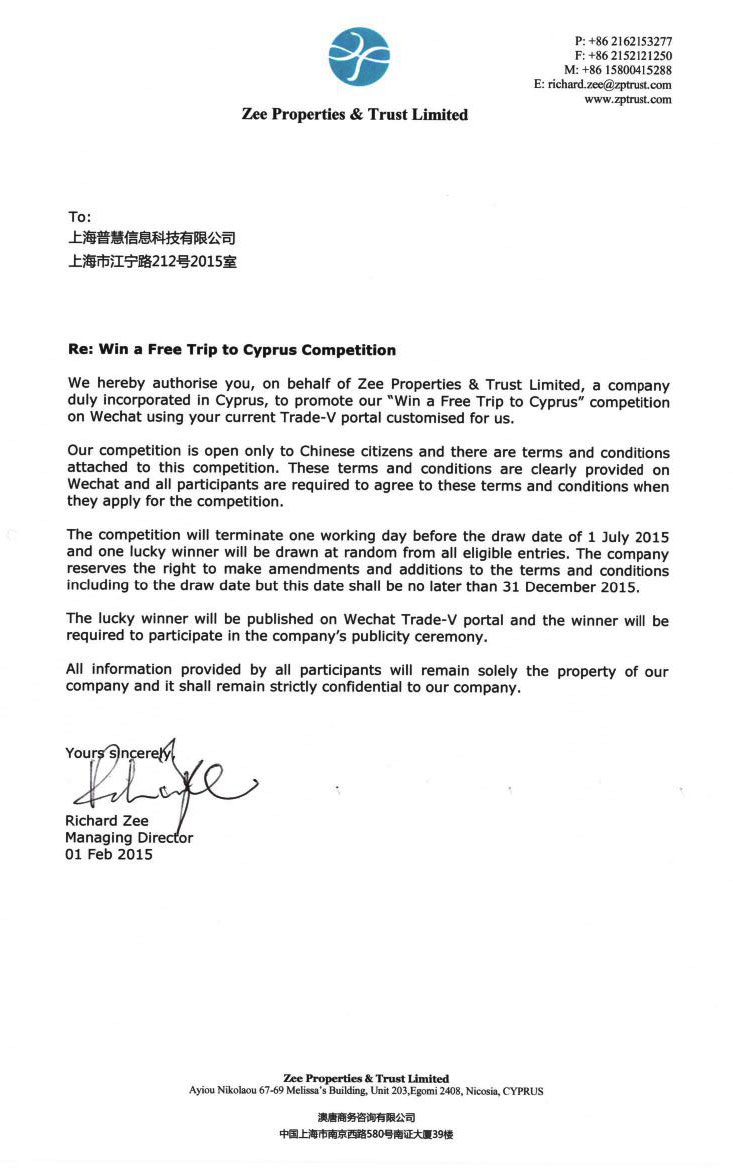 P: +86 2162153277
F: +86 2152121250
M: +86 15800415288
E: richard.zee@zptrust.com
www.zptrust.com
Zee Properties & Trust Limited
To:
上海普慧信息科技有限公司
上海市江宁路212号2015室
Re: Win a Free Trip to Cyprus Competition
We hereby authorise you, on behalf of Zee Properties & Trust Limited, a company
duly incorporated in Cyprus, to promote our “Win a Free Trip to Cyprus” competition
on Wechat using your current Trade-V portal customised for us.
Our competition is open only to Chinese citizens and there are terms and conditions
attached to this competition. These terms and conditions are clearly provided on
Wechat and all participants are required to agree to these terms and conditions when
they apply for the competition.
The competition will terminate one working day before the draw date of 1 July 2015
and one lucky winner will be drawn at random from all eligible entries. The company
reserves the right to make amendments and additions to the terms and conditions
including to the draw date but this date shall be no later than 31 December 2015.
The lucky winner will be published on Wechat Trade-V portal and the winner will be
required to participate in the company’s publicity ceremony.
All information provided by all participants will remain solely the property of our
company and it shall remain strictly confidential to our company.
Yours sincerely,
Richard Zee
Managing Director
01 Feb 2015
Zee Properties & Trust Limited
Ayiou Nikolaou 67-69 Melissa’s Building, Unit 203,Egomi 2408, Nicosia, CYPRUS
澳唐商务咨询有限公司
中国上海市南京西路580号南证大厦39楼